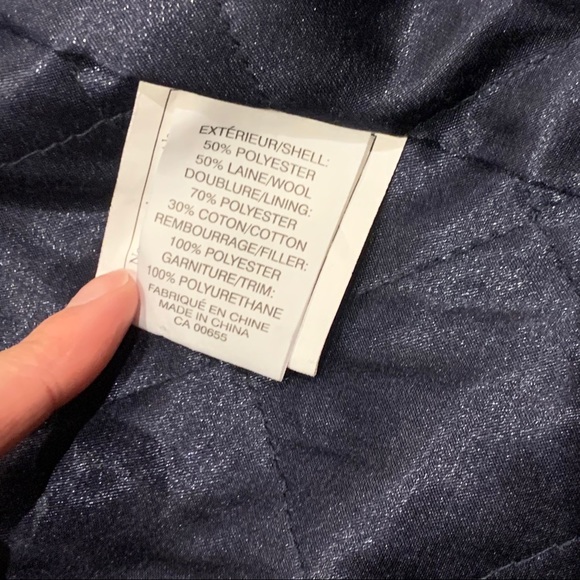 EXTÉRIEUR/SHELL:
50% POLYESTER
50% LAINE/WOOL
DOUBLURE/LINING:
70% POLYESTER
30% COTON/COTTON
REMBOURRAGE/FILLER:
100% POLYESTER
GARNITURE/TRIM:
100% POLYURETHANE
FABRIQUÉ EN CHINE
MADE IN CHINA
CA 00655